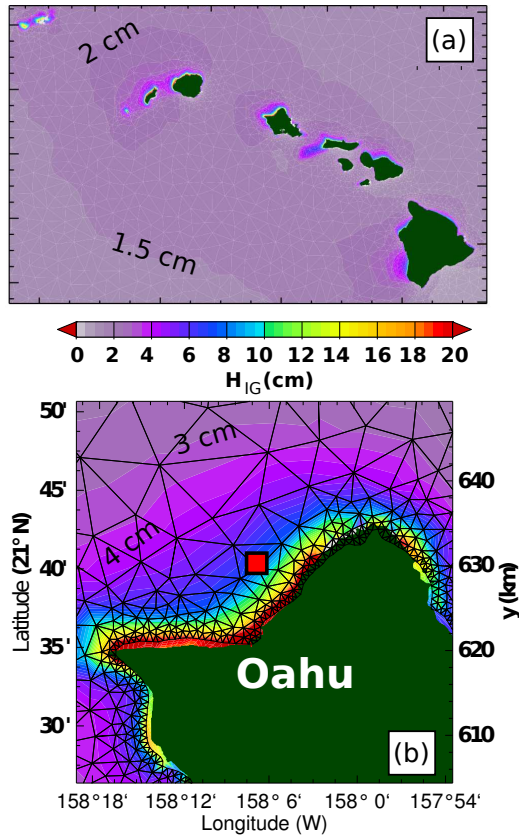 (a)
2 cm
1.5 cm
0 2 4 6 8 10 12 14 16 18 20
H IG (cm)
50'
45'
40'
35'
30'
Latitude (21° N)
3 cm
4 cm
Oahu
(b)
640
630
620
610
y (km)
158°18‘ 158°12‘ 158° 6‘ 158° 0‘ 157°54‘
Longitude (W)